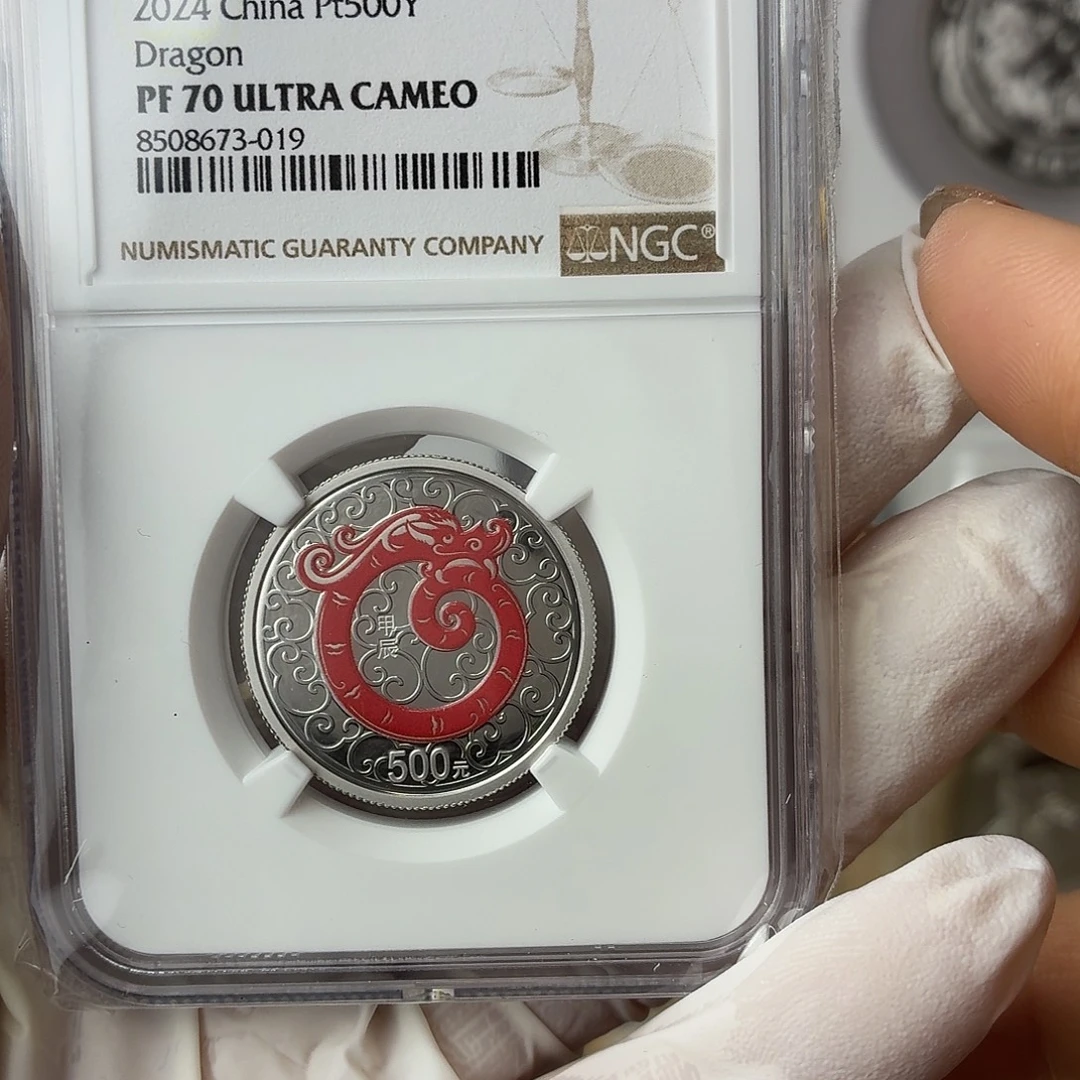 2024 China Pt500Y
Dragon
PF 70 ULTRA CAMEO
8508673-019
NUMISMATIC GUARANTY COMPANY
NGC®
甲
辰
500元